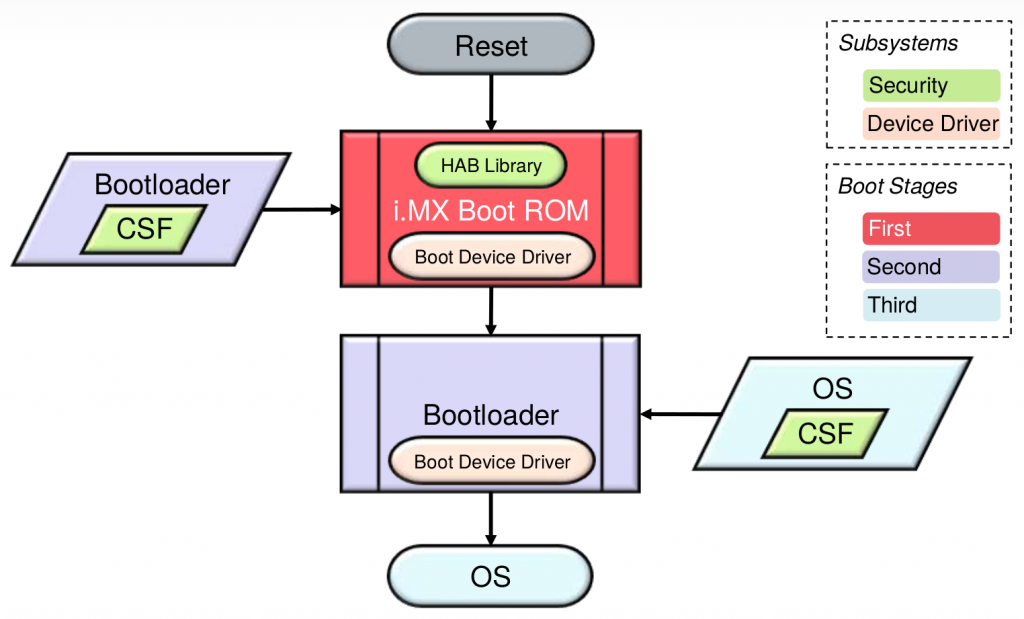 Reset
Subsystems
Security
Device Driver
Bootloader
CSF
HAB Library
i.MX Boot ROM
Boot Device Driver
Boot Stages
First
Second
Third
Bootloader
Boot Device Driver
OS
CSF
OS